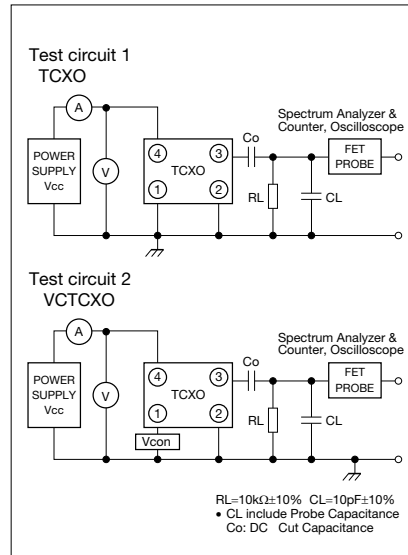 Test circuit 1
TCXO
A
POWER
SUPPLY
Vcc
V
4
3
TCXO
1
2
Co
RL
CL
Spectrum Analyzer &
Counter, Oscilloscope
FET
PROBE
Test circuit 2
VCTCXO
A
POWER
SUPPLY
Vcc
V
4
3
TCXO
1
2
Vcon
Co
RL
CL
Spectrum Analyzer &
Counter, Oscilloscope
FET
PROBE
RL=10kΩ±10% CL=10pF±10%
• CL include Probe Capacitance
Co: DC Cut Capacitance